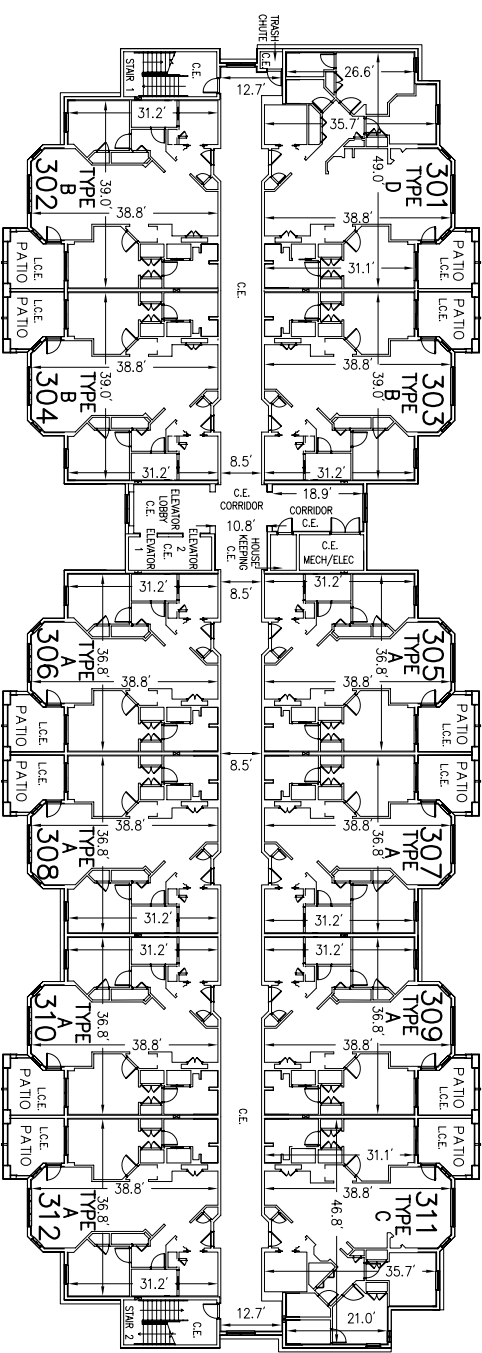 TRASH
CHUTE
C.E.
STAIR 1
C.E.
12.7'
26.6'
35.7'
31.2'
39.0'
302
TYPE
B
38.8'
49.0'
301
TYPE
D
38.8'
31.1'
L.C.E.
PATIO
PATIO
L.C.E.
C.E.
L.C.E.
PATIO
PATIO
L.C.E.
38.8'
39.0'
TYPE
B
304
31.2'
38.8'
39.0'
303
TYPE
B
31.2'
8.5'
ELEVATOR
LOBBY
C.E.
C.E.
CORRIDOR
10.8'
18.9'
CORRIDOR
C.E.
ELEVATOR
1
C.E.
ELEVATOR
2
HOUSE
KEEPING
C.E.
C.E.
MECH/ELEC
31.2'
8.5'
31.2'
306
TYPE
A
36.8'
38.8'
305
TYPE
A
36.8'
38.8'
L.C.E.
PATIO
PATIO
L.C.E.
8.5'
L.C.E.
PATIO
PATIO
L.C.E.
38.8'
36.8'
TYPE
A
308
31.2'
38.8'
36.8'
307
TYPE
A
31.2'
31.2'
31.2'
310
TYPE
A
36.8'
38.8'
309
TYPE
A
36.8'
38.8'
L.C.E.
PATIO
PATIO
L.C.E.
C.E.
L.C.E.
PATIO
PATIO
L.C.E.
31.1'
38.8'
36.8'
TYPE
A
312
31.2'
38.8'
46.8'
311
TYPE
C
35.7'
21.0'
STAIR 2
C.E.
12.7'